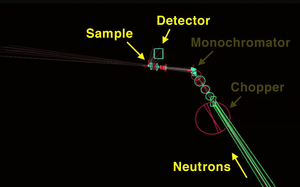 Detector
Sample
Monochromator
Chopper
Neutrons